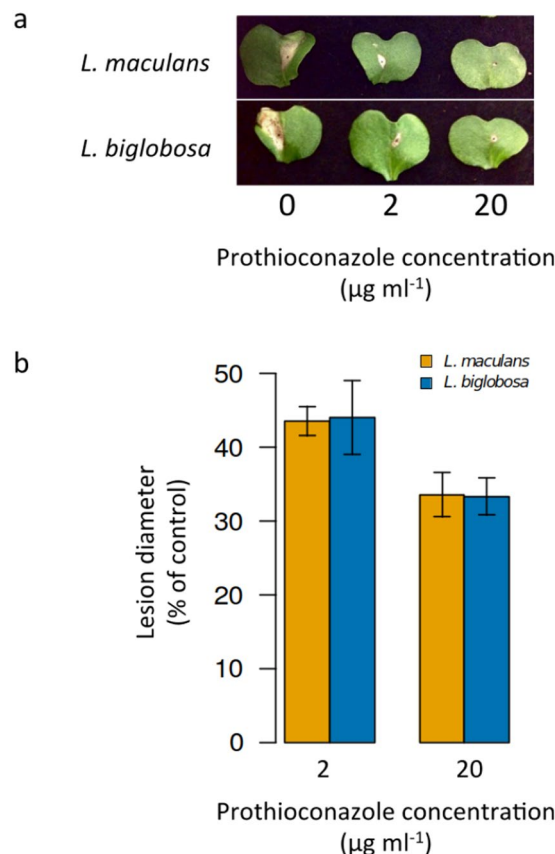 a
L. maculans
L. biglobosa
0 2 20
Prothioconazole concentration
(µg ml⁻¹)
b
L. maculans
L. biglobosa
50
40
30
20
10
0
Lesion diameter
(% of control)
2 20
Prothioconazole concentration
(µg ml⁻¹)